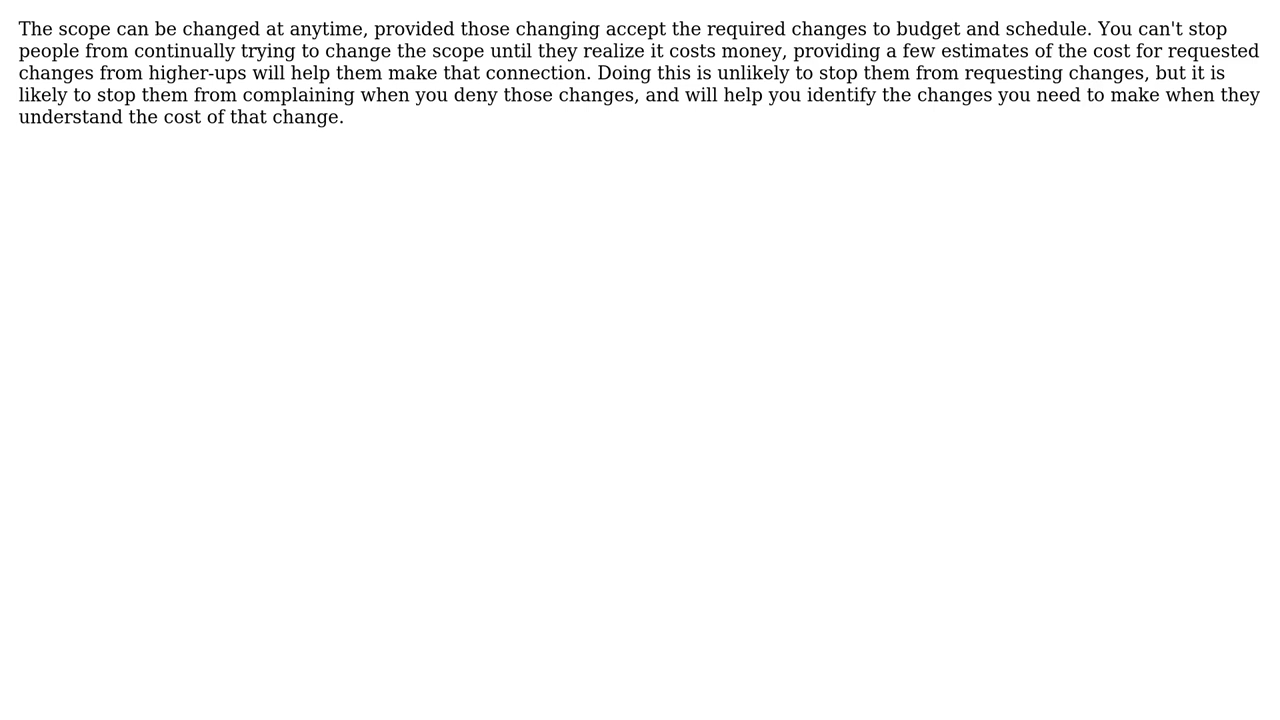 The scope can be changed at anytime, provided those changing accept the required changes to budget and schedule. You can't stop
people from continually trying to change the scope until they realize it costs money, providing a few estimates of the cost for requested
changes from higher-ups will help them make that connection. Doing this is unlikely to stop them from requesting changes, but it is
likely to stop them from complaining when you deny those changes, and will help you identify the changes you need to make when they
understand the cost of that change.